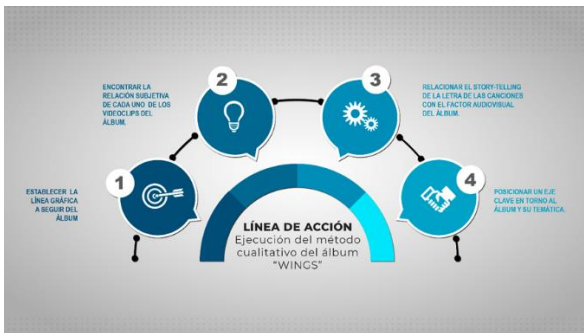 1
ESTABLECER LA
LÍNEA GRÁFICA
A SEGUIR DEL
ÁLBUM
2
ENCONTRAR LA
RELACIÓN SUBJETIVA
DE CADA UNO DE LOS
VIDEOCLIPS DEL
ÁLBUM.
3
RELACIONAR EL STORY-TELLING
DE LA LETRA DE LAS CANCIONES
CON EL FACTOR AUDIOVISUAL
DEL ÁLBUM.
4
POSICIONAR UN EJE
CLAVE EN TORNO AL
ÁLBUM Y SU TEMÁTICA.
LÍNEA DE ACCIÓN
Ejecución del método
cualitativo del álbum
"WINGS"